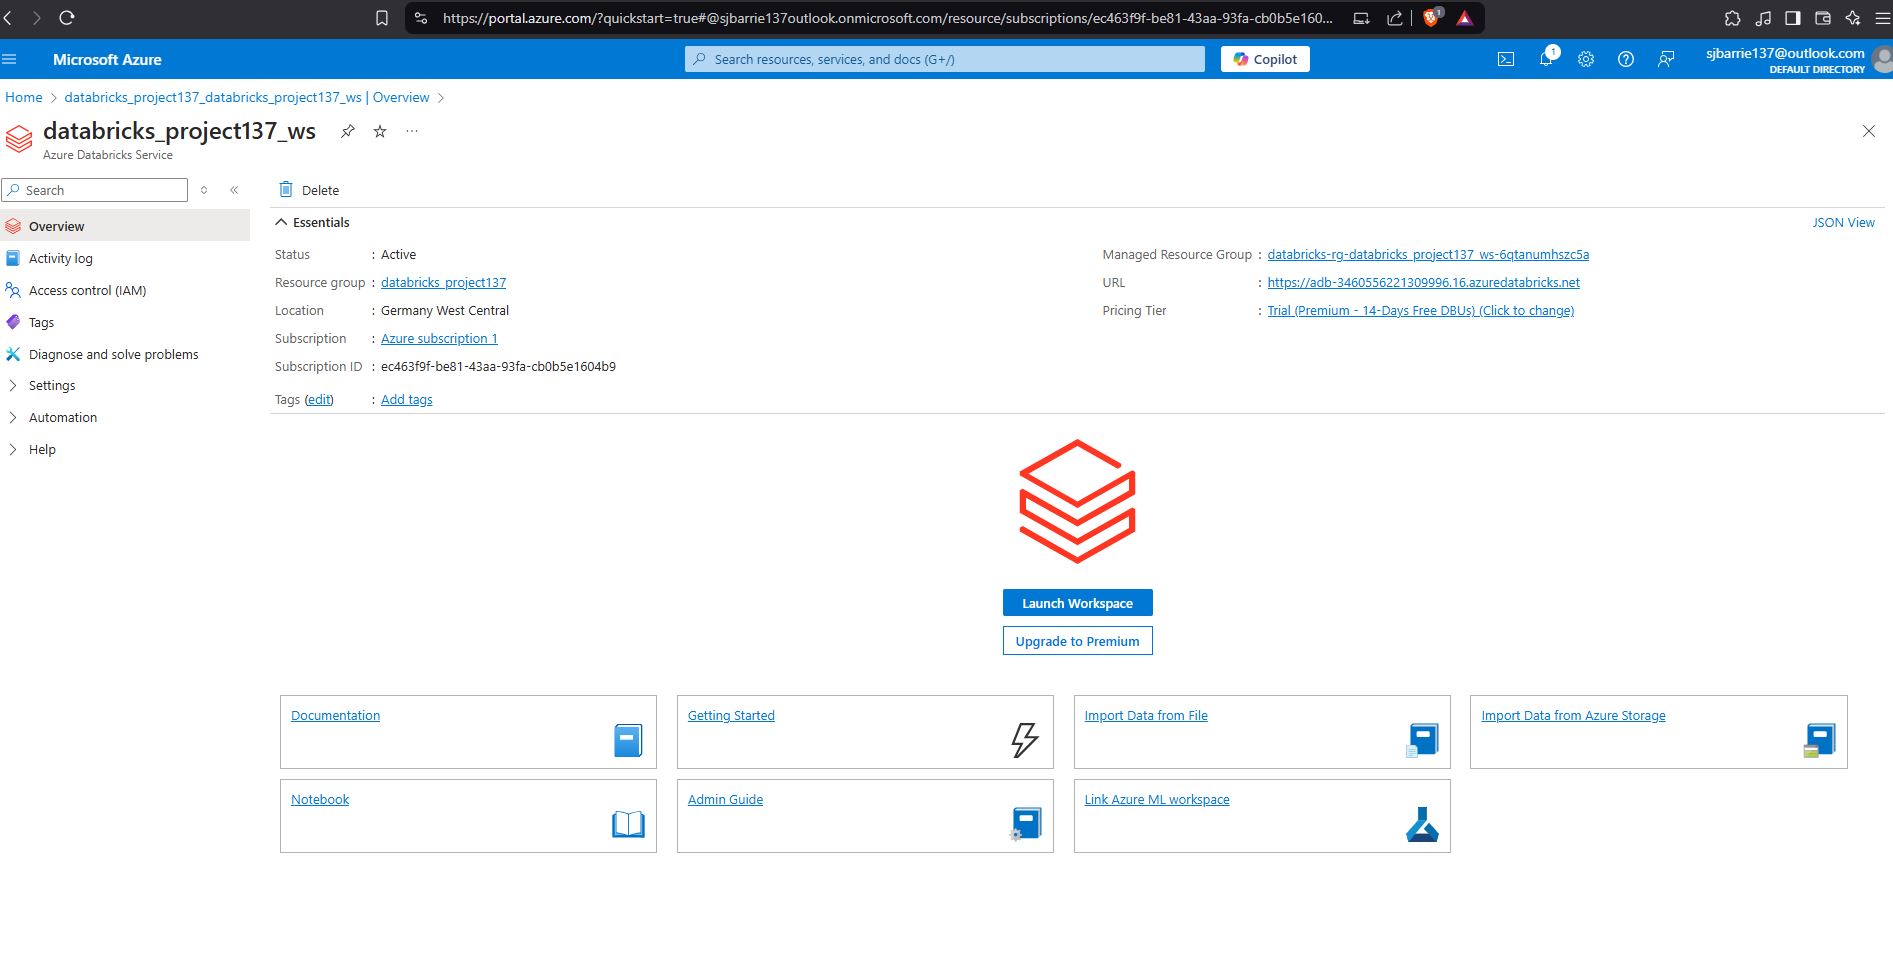 https://portal.azure.com/?quickstart=true#@sjbarrie137outlook.onmicrosoft.com/resource/subscriptions/ec463f9f-be81-43aa-93fa-cb0b5e160...
1
Microsoft Azure
Search resources, services, and docs (G+/)
Copilot
1
sjbarrie137@outlook.com
DEFAULT DIRECTORY
Home > databricks_project137_databricks_project137_ws | Overview >
databricks_project137_ws
Azure Databricks Service
Search
Overview
Activity log
Access control (IAM)
Tags
Diagnose and solve problems
Settings
Automation
Help
Delete
Essentials
JSON View
Status : Active
Resource group : databricks_project137
Location : Germany West Central
Subscription : Azure subscription 1
Subscription ID : ec463f9f-be81-43aa-93fa-cb0b5e1604b9
Tags (edit) : Add tags
Managed Resource Group : databricks-rg-databricks_project137_ws-6qtanumhszc5a
URL : https://adb-3460556221309996.16.azuredatabricks.net
Pricing Tier : Trial (Premium - 14-Days Free DBUs) (Click to change)
Launch Workspace
Upgrade to Premium
Documentation
Getting Started
Import Data from File
Import Data from Azure Storage
Notebook
Admin Guide
Link Azure ML workspace